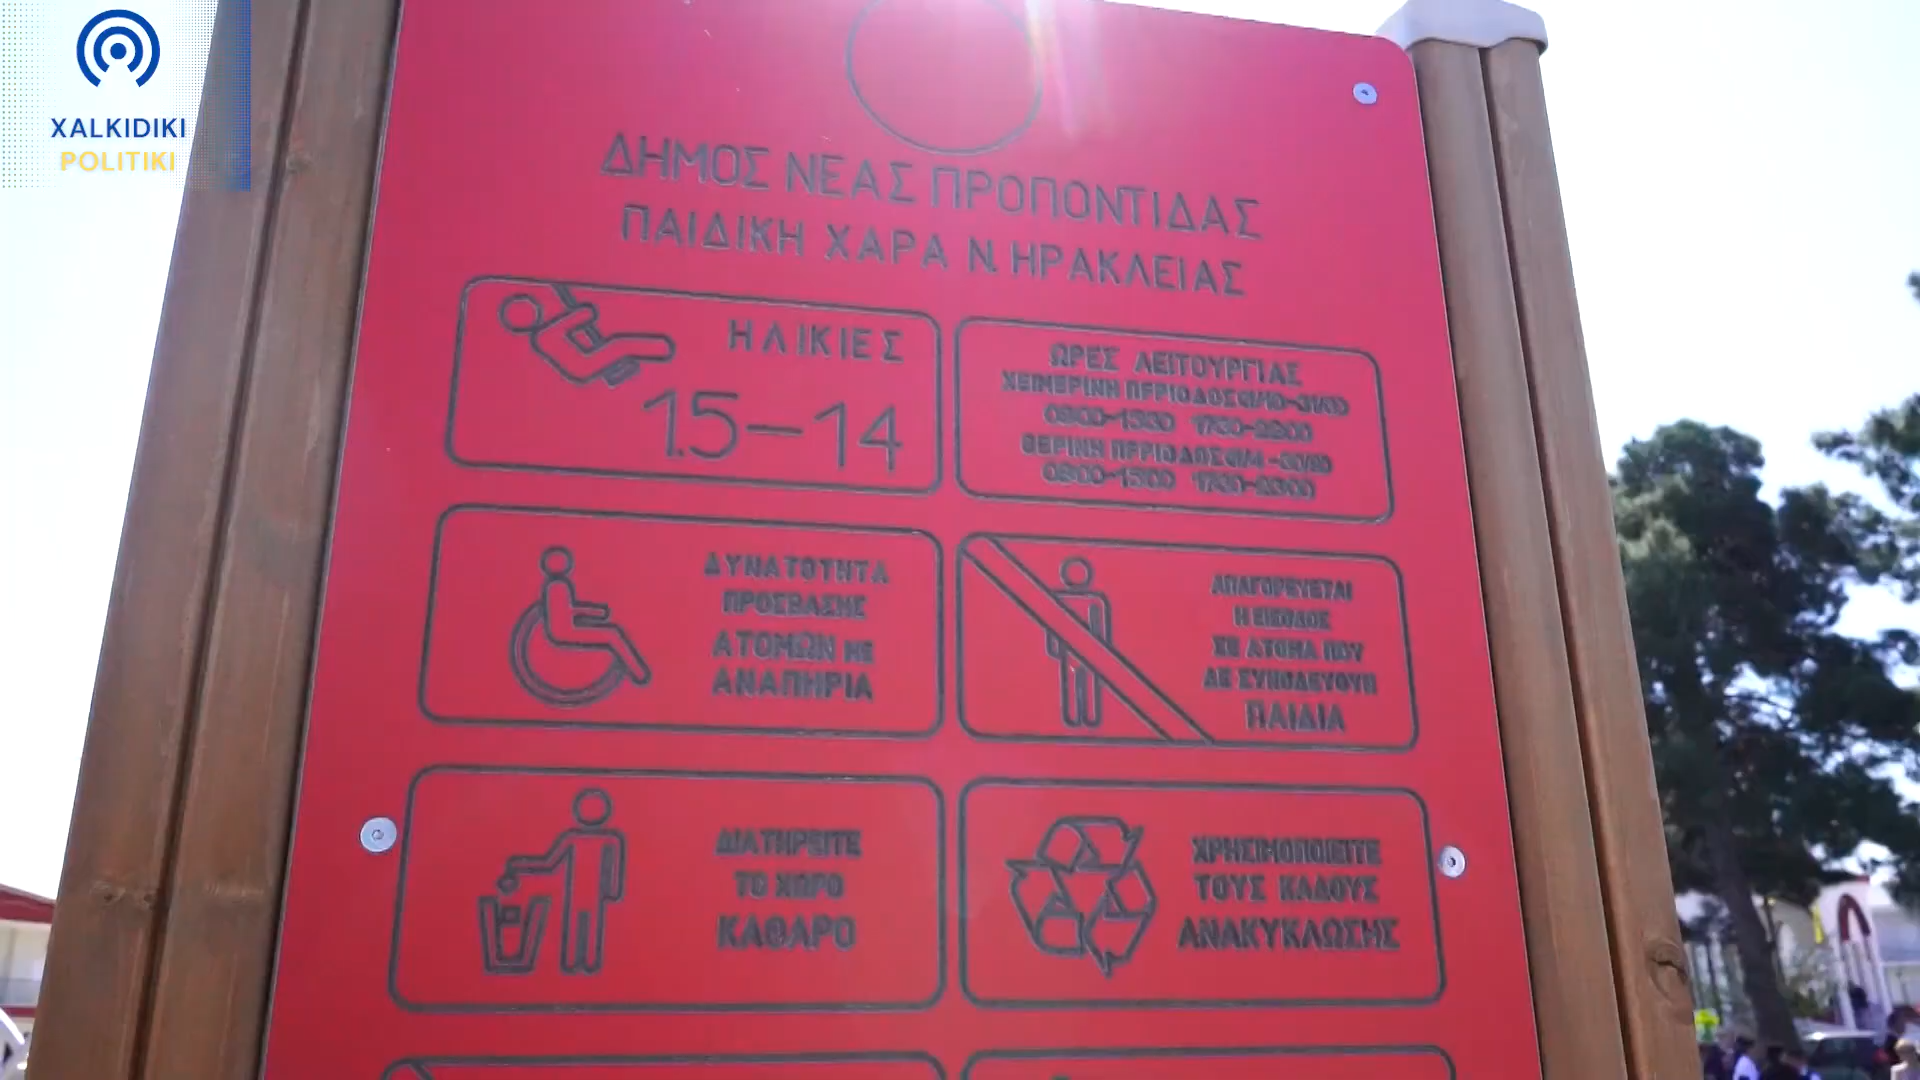 XALKIDIKI
POLITIKI
ΔΗΜΟΣ ΝΕΑΣ ΠΡΟΠΟΝΤΙΔΑΣ
ΠΑΙΔΙΚΗ ΧΑΡΑ Ν. ΗΡΑΚΛΕΙΑΣ
ΗΛΙΚΙΕΣ
1.5-14
ΩΡΕΣ ΛΕΙΤΟΥΡΓΙΑΣ
ΧΕΙΜΕΡΙΝΗ ΠΕΡΙΟΔΟΣ
ΘΕΡΙΝΗ ΠΕΡΙΟΔΟΣ
ΔΥΝΑΤΟΤΗΤΑ
ΠΡΟΣΒΑΣΗΣ
ΑΤΟΜΩΝ ΜΕ
ΑΝΑΠΗΡΙΑ
ΑΠΑΓΟΡΕΥΕΤΑΙ
Η ΕΙΣΟΔΟΣ
ΣΕ ΑΤΟΜΑ ΠΟΥ
ΔΕ ΣΥΝΟΔΕΥΟΥΝ
ΠΑΙΔΙΑ
ΔΙΑΤΗΡΕΙΤΕ
ΤΟ ΧΩΡΟ
ΚΑΘΑΡΟ
ΧΡΗΣΙΜΟΠΟΙΕΙΤΕ
ΤΟΥΣ ΚΑΔΟΥΣ
ΑΝΑΚΥΚΛΩΣΗΣ